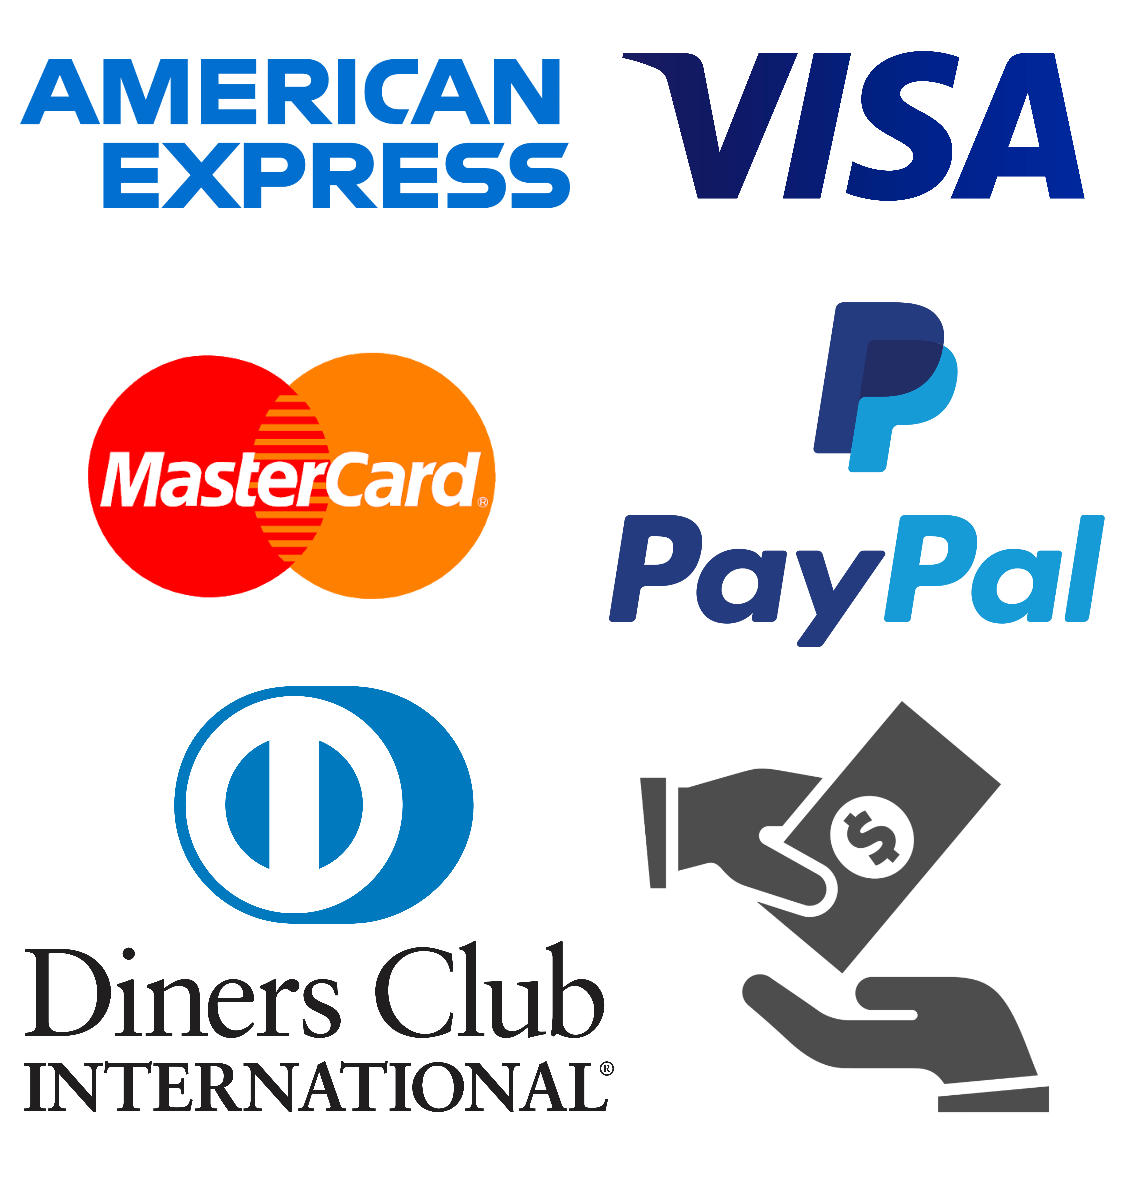 AMERICAN
EXPRESS
VISA
MasterCard®
P
PayPal
Diners Club
INTERNATIONAL®
$